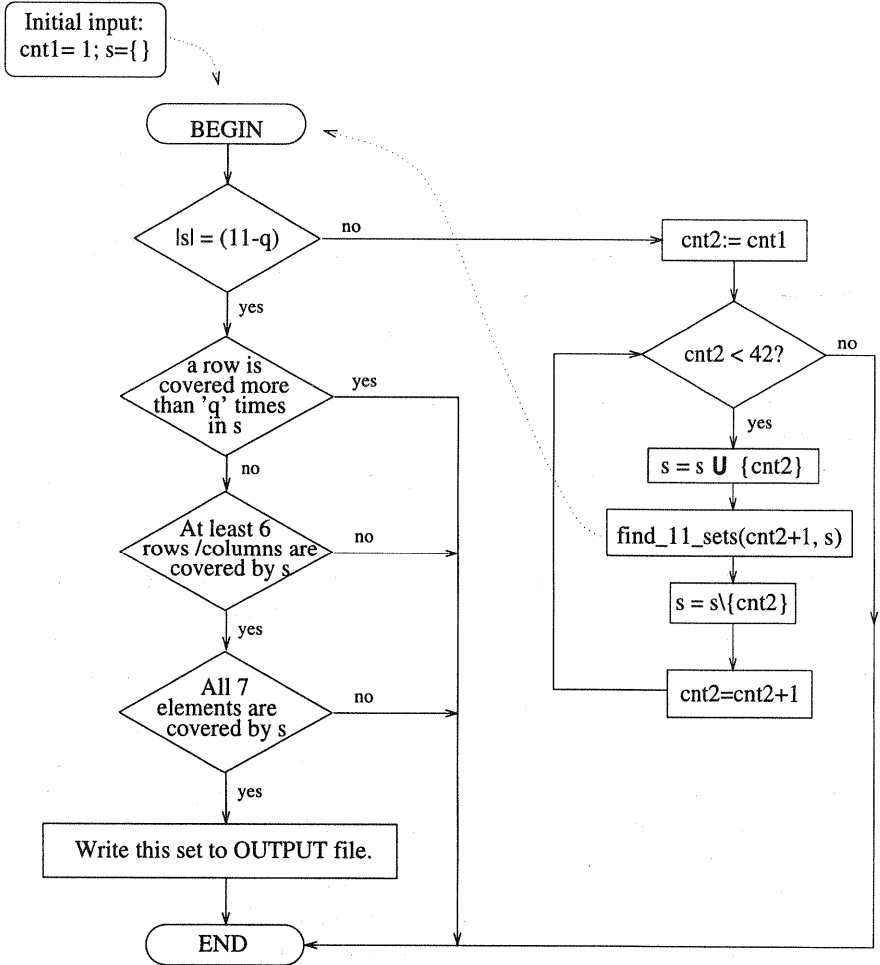 Initial input:
cnt1= 1; s={ }
BEGIN
|s| = (11-q)
no
yes
a row is
covered more
than 'q' times
in s
yes
no
At least 6
rows /columns are
covered by s
no
yes
All 7
elements are
covered by s
no
yes
Write this set to OUTPUT file.
END
cnt2:= cnt1
cnt2 < 42?
no
yes
s = s U {cnt2}
find_11_sets(cnt2+1, s)
s = s\{cnt2}
cnt2=cnt2+1